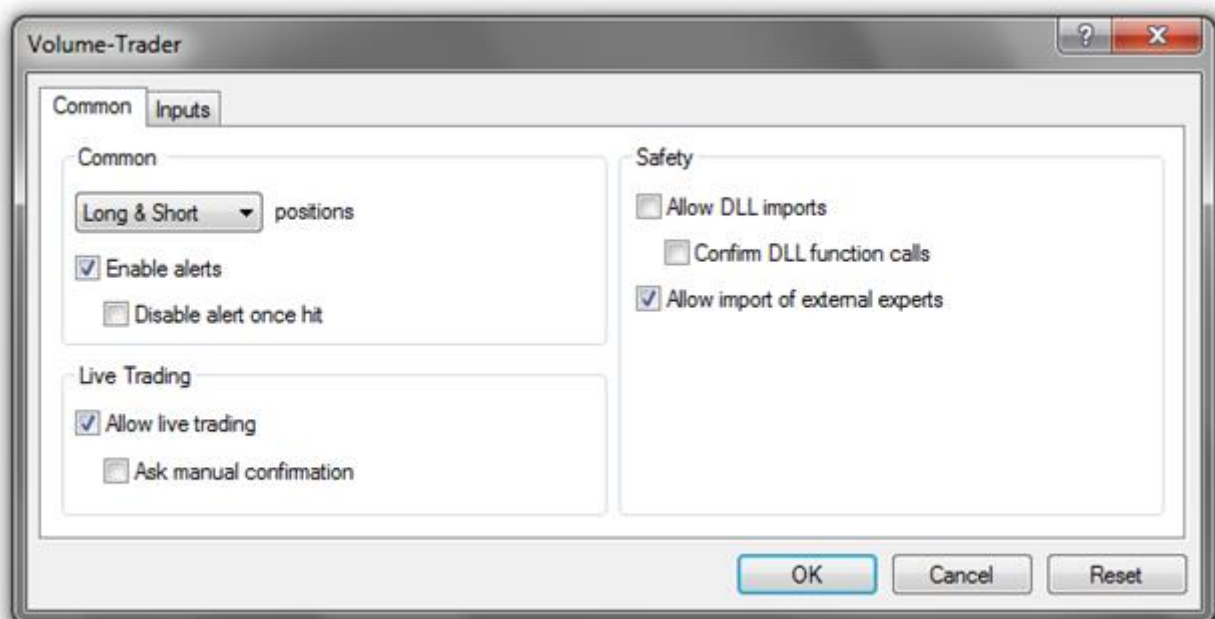 Volume-Trader
?
Common
Inputs
Common
Long & Short
positions
Enable alerts
Disable alert once hit
Live Trading
Allow live trading
Ask manual confirmation
Safety
Allow DLL imports
Confirm DLL function calls
Allow import of external experts
OK
Cancel
Reset